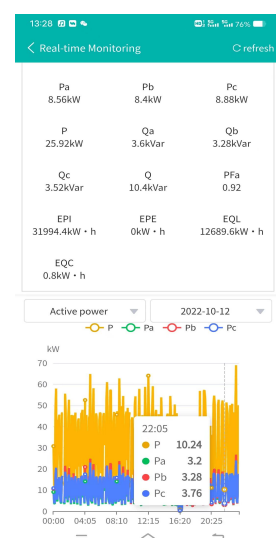 13:28 76%
Real-time Monitoring refresh
Pa Pb Pc
8.56kW 8.4kW 8.88kW
P Qa Qb
25.92kW 3.6kVar 3.28kVar
Qc Q PFa
3.52kVar 10.4kVar 0.92
EPI EPE EQL
31994.4kW·h 0kW·h 12689.6kW·h
EQC
0.8kW·h
Active power 2022-10-12
P Pa Pb Pc
kW
70
60
50
40
30
20
10
0
22:05
P 10.24
Pa 3.2
Pb 3.28
Pc 3.76
00:00 04:05 08:10 12:15 16:20 20:25